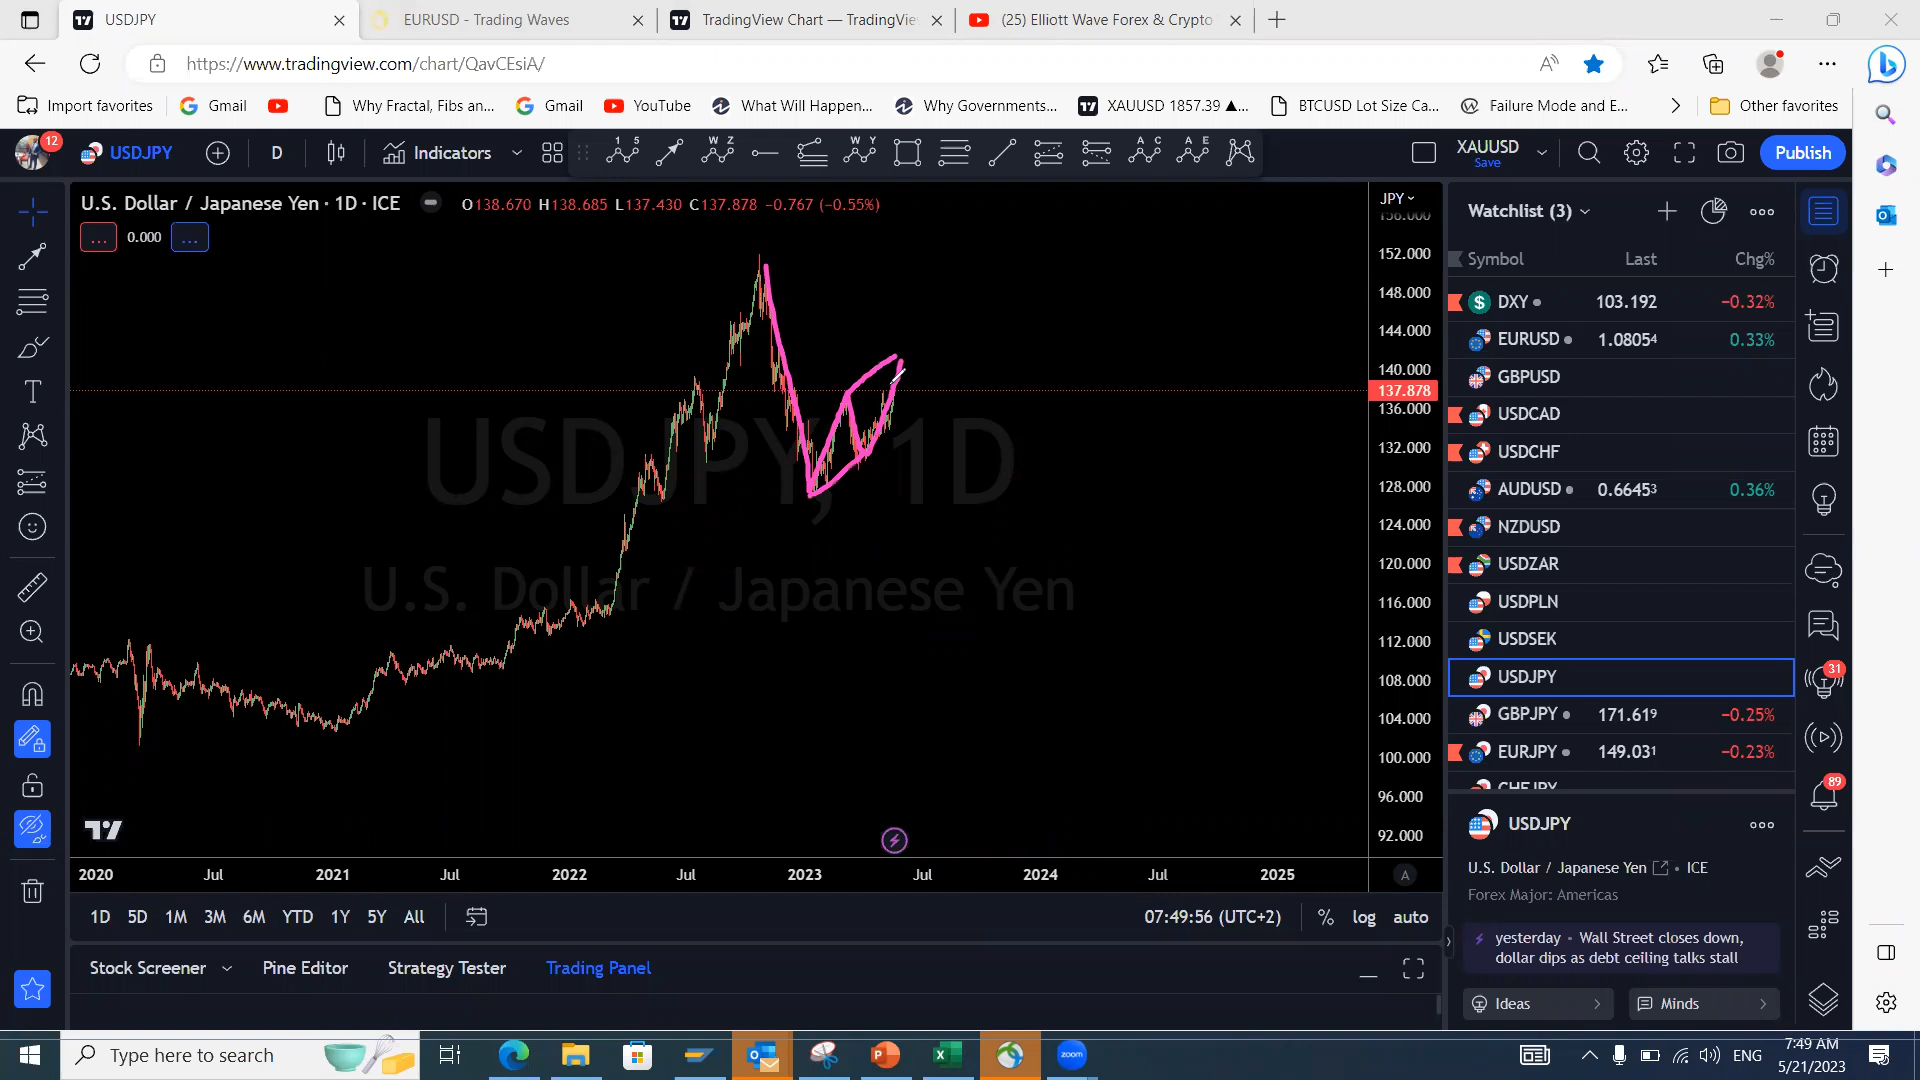 USDJPY
EURUSD - Trading Waves
TradingView Chart — TradingVie
(25) Elliott Wave Forex & Crypto
https://www.tradingview.com/chart/QavCEsiA/
Import favorites
Gmail
Why Fractal, Fibs an...
Gmail
YouTube
What Will Happen...
Why Governments...
XAUUSD 1857.39 ▲...
BTCUSD Lot Size Ca...
Failure Mode and E...
Other favorites
12
USDJPY
D
Indicators
XAUUSD
Save
Publish
U.S. Dollar / Japanese Yen · 1D · ICE
O138.670 H138.685 L137.430 C137.878 −0.767 (−0.55%)
... 0.000 ...
JPY
156.000
152.000
148.000
144.000
140.000
137.878
136.000
132.000
128.000
124.000
120.000
116.000
112.000
108.000
104.000
100.000
96.000
92.000
USDJPY, 1D
U.S. Dollar / Japanese Yen
2020 Jul 2021 Jul 2022 Jul 2023 Jul 2024 Jul 2025
A
1D 5D 1M 3M 6M YTD 1Y 5Y All
07:49:56 (UTC+2) % log auto
Stock Screener Pine Editor Strategy Tester Trading Panel
Watchlist (3)
Symbol Last Chg%
DXY 103.192 −0.32%
EURUSD 1.08054 0.33%
GBPUSD
USDCAD
USDCHF
AUDUSD 0.66453 0.36%
NZDUSD
USDZAR
USDPLN
USDSEK
USDJPY
GBPJPY 171.619 −0.25%
EURJPY 149.031 −0.23%
CHFJPY
USDJPY
U.S. Dollar / Japanese Yen • ICE
Forex Major: Americas
yesterday • Wall Street closes down,
dollar dips as debt ceiling talks stall
Ideas
Minds
31
89
Type here to search
zoom
ENG
7:49 AM
5/21/2023